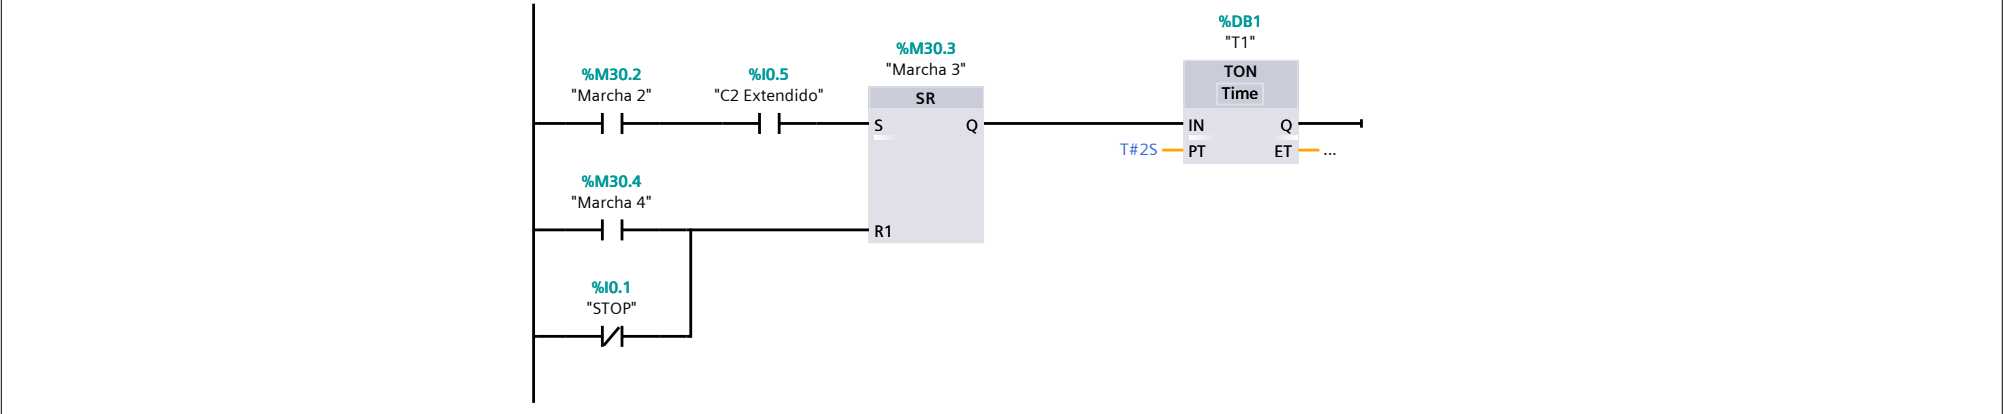 %DB1
"T1"
%M30.3
"Marcha 3"
TON
Time
%M30.2
"Marcha 2"
%I0.5
"C2 Extendido"
SR
S
Q
IN
Q
T#2S
PT
ET
...
%M30.4
"Marcha 4"
R1
%I0.1
"STOP"